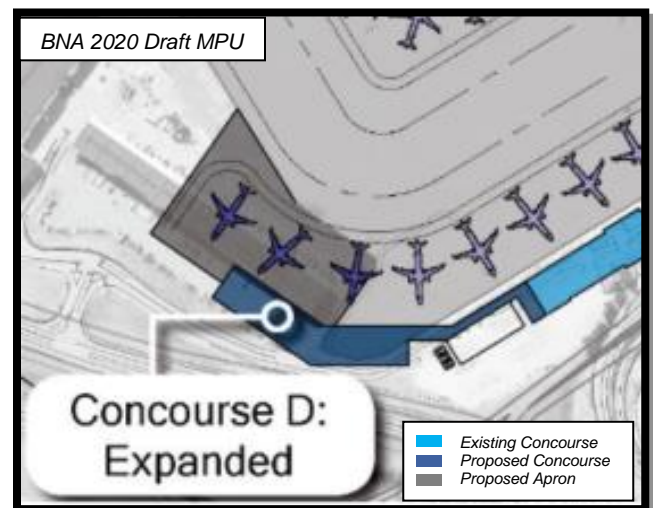 BNA 2020 Draft MPU
Concourse D:
Expanded
Existing Concourse
Proposed Concourse
Proposed Apron